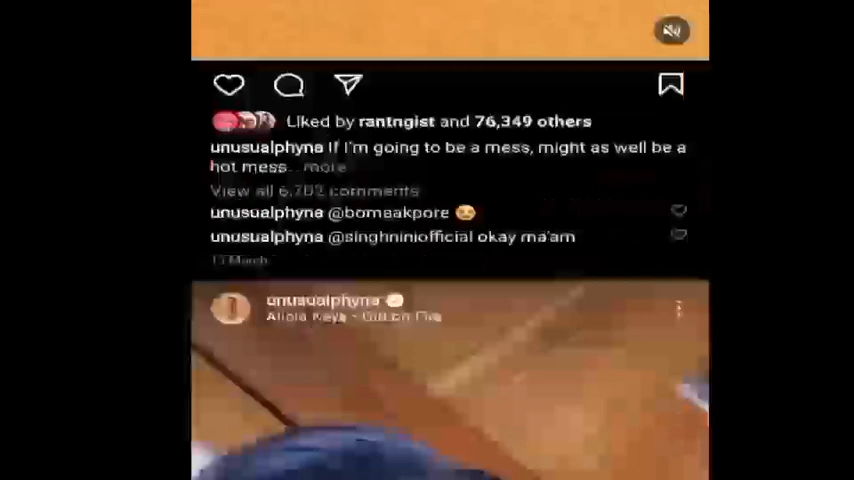 Liked by rantngist and 76,349 others
unusualphyna If I'm going to be a mess, might as well be a
hot mess... more
View all 6,702 comments
unusualphyna @bomaakpore 😉
unusualphyna @singhniniofficial okay ma'am
13 March
unusualphyna
Alicia Keys • Girl on Fire